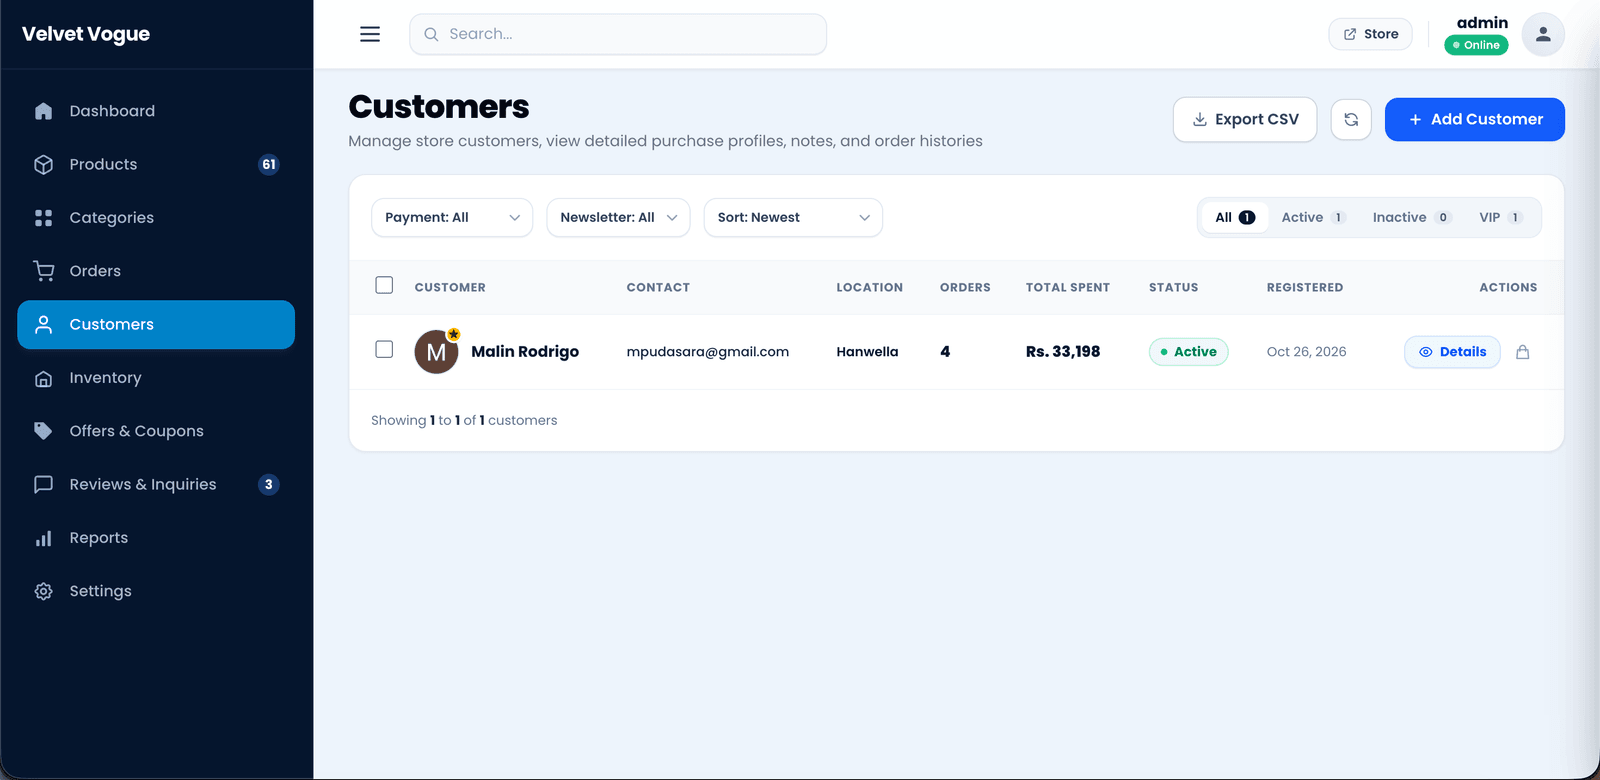 Velvet Vogue
Dashboard
Products 61
Categories
Orders
Customers
Inventory
Offers & Coupons
Reviews & Inquiries 3
Reports
Settings
Search...
Store
admin
Online
Customers
Manage store customers, view detailed purchase profiles, notes, and order histories
Export CSV
+ Add Customer
Payment: All
Newsletter: All
Sort: Newest
All 1
Active 1
Inactive 0
VIP 1
CUSTOMER CONTACT LOCATION ORDERS TOTAL SPENT STATUS REGISTERED ACTIONS
M Malin Rodrigo mpudasara@gmail.com Hanwella 4 Rs. 33,198 Active Oct 26, 2026 Details
Showing 1 to 1 of 1 customers